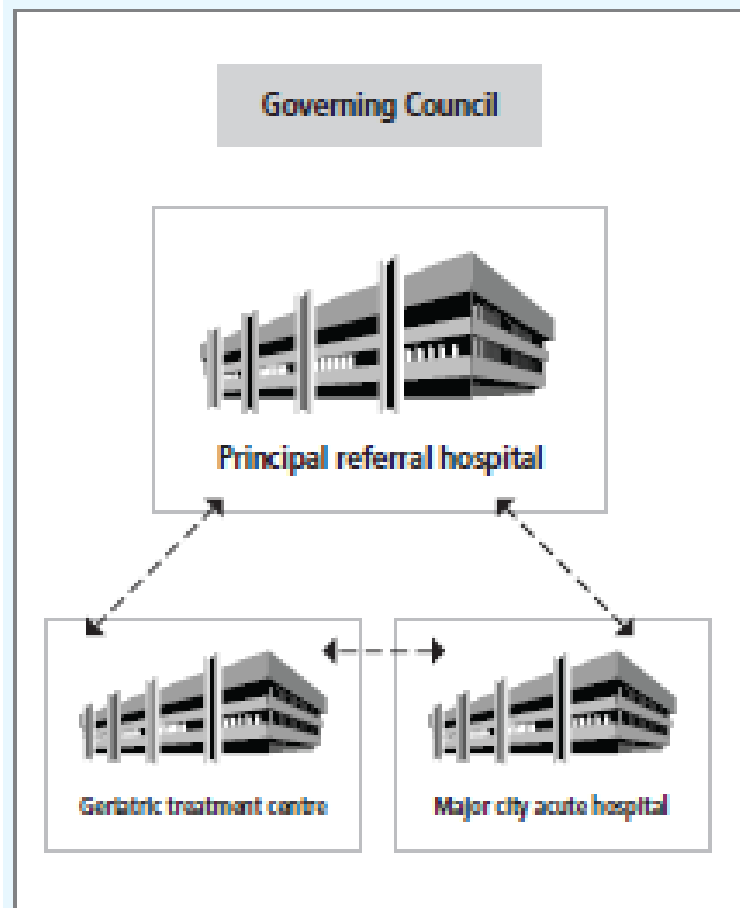 Governing Council
Principal referral hospital
Geriatric treatment centre
Major city acute hospital